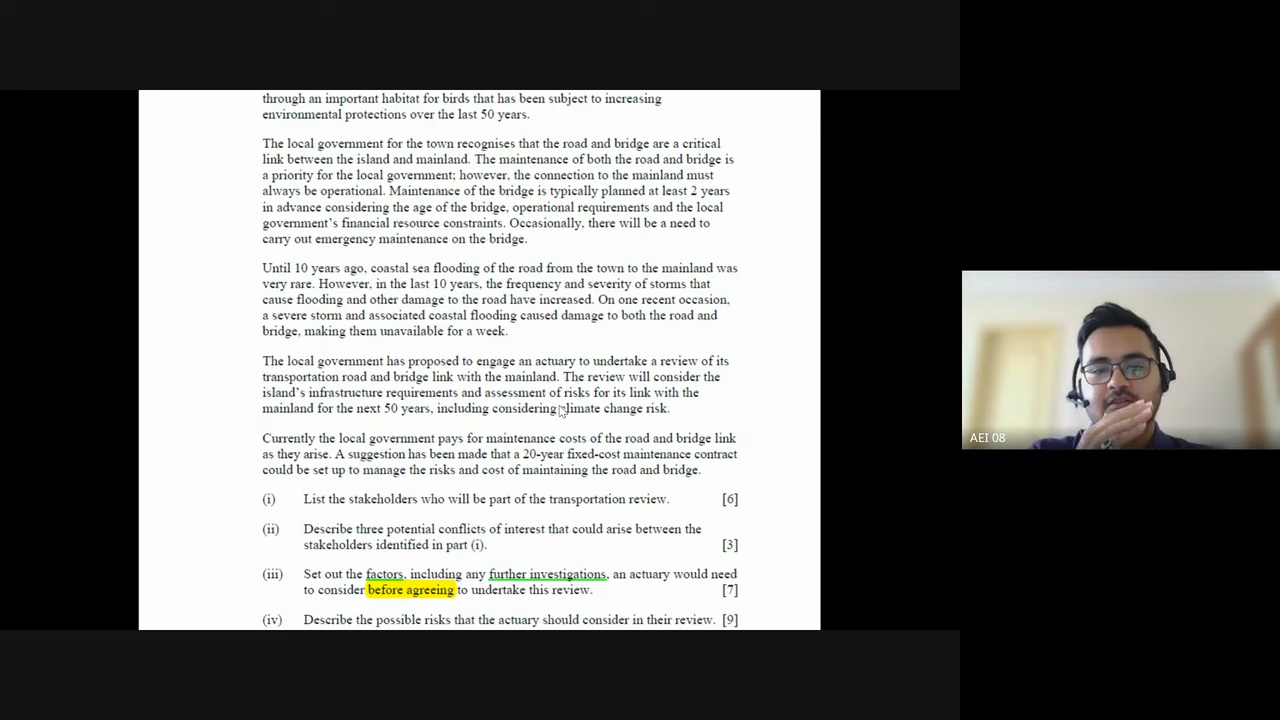 through an important habitat for birds that has been subject to increasing
environmental protections over the last 50 years.
The local government for the town recognises that the road and bridge are a critical
link between the island and mainland. The maintenance of both the road and bridge is
a priority for the local government; however, the connection to the mainland must
always be operational. Maintenance of the bridge is typically planned at least 2 years
in advance considering the age of the bridge, operational requirements and the local
government's financial resource constraints. Occasionally, there will be a need to
carry out emergency maintenance on the bridge.
Until 10 years ago, coastal sea flooding of the road from the town to the mainland was
very rare. However, in the last 10 years, the frequency and severity of storms that
cause flooding and other damage to the road have increased. On one recent occasion,
a severe storm and associated coastal flooding caused damage to both the road and
bridge, making them unavailable for a week.
The local government has proposed to engage an actuary to undertake a review of its
transportation road and bridge link with the mainland. The review will consider the
island's infrastructure requirements and assessment of risks for its link with the
mainland for the next 50 years, including considering climate change risk.
Currently the local government pays for maintenance costs of the road and bridge link
as they arise. A suggestion has been made that a 20-year fixed-cost maintenance contract
could be set up to manage the risks and cost of maintaining the road and bridge.
(i) List the stakeholders who will be part of the transportation review. [6]
(ii) Describe three potential conflicts of interest that could arise between the
stakeholders identified in part (i). [3]
(iii) Set out the factors, including any further investigations, an actuary would need
to consider before agreeing to undertake this review. [7]
(iv) Describe the possible risks that the actuary should consider in their review. [9]
AEI 08